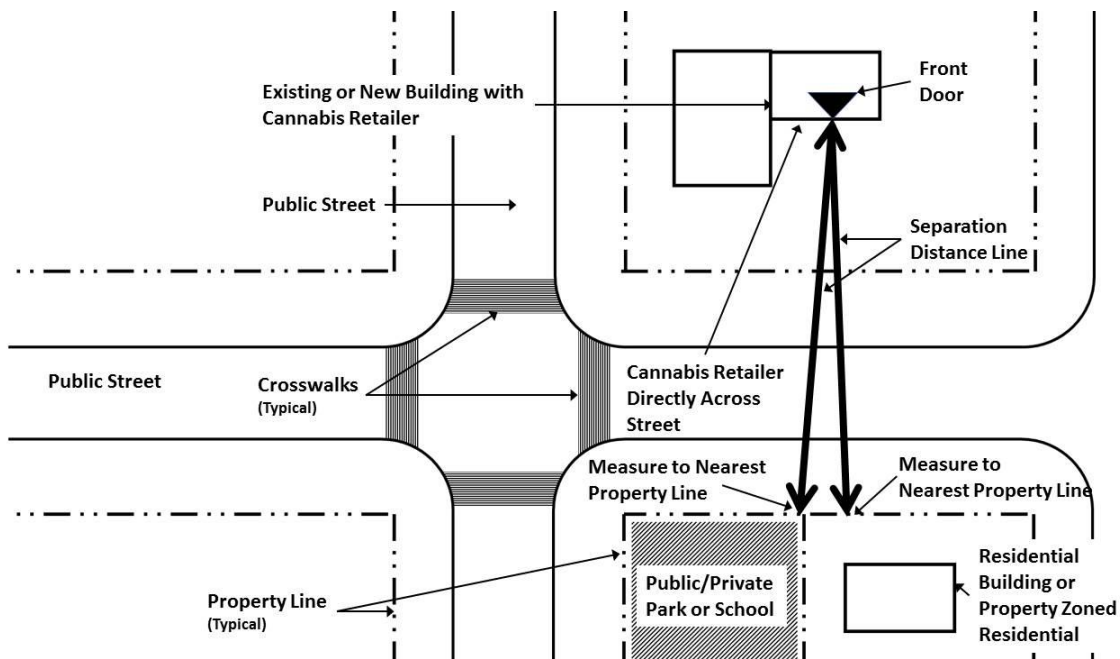 Existing or New Building with
Cannabis Retailer
Front
Door
Public Street
Separation
Distance Line
Public Street
Crosswalks
(Typical)
Cannabis Retailer
Directly Across
Street
Measure to Nearest
Property Line
Measure to
Nearest Property Line
Public/Private
Park or School
Residential
Building or
Property Zoned
Residential
Property Line
(Typical)